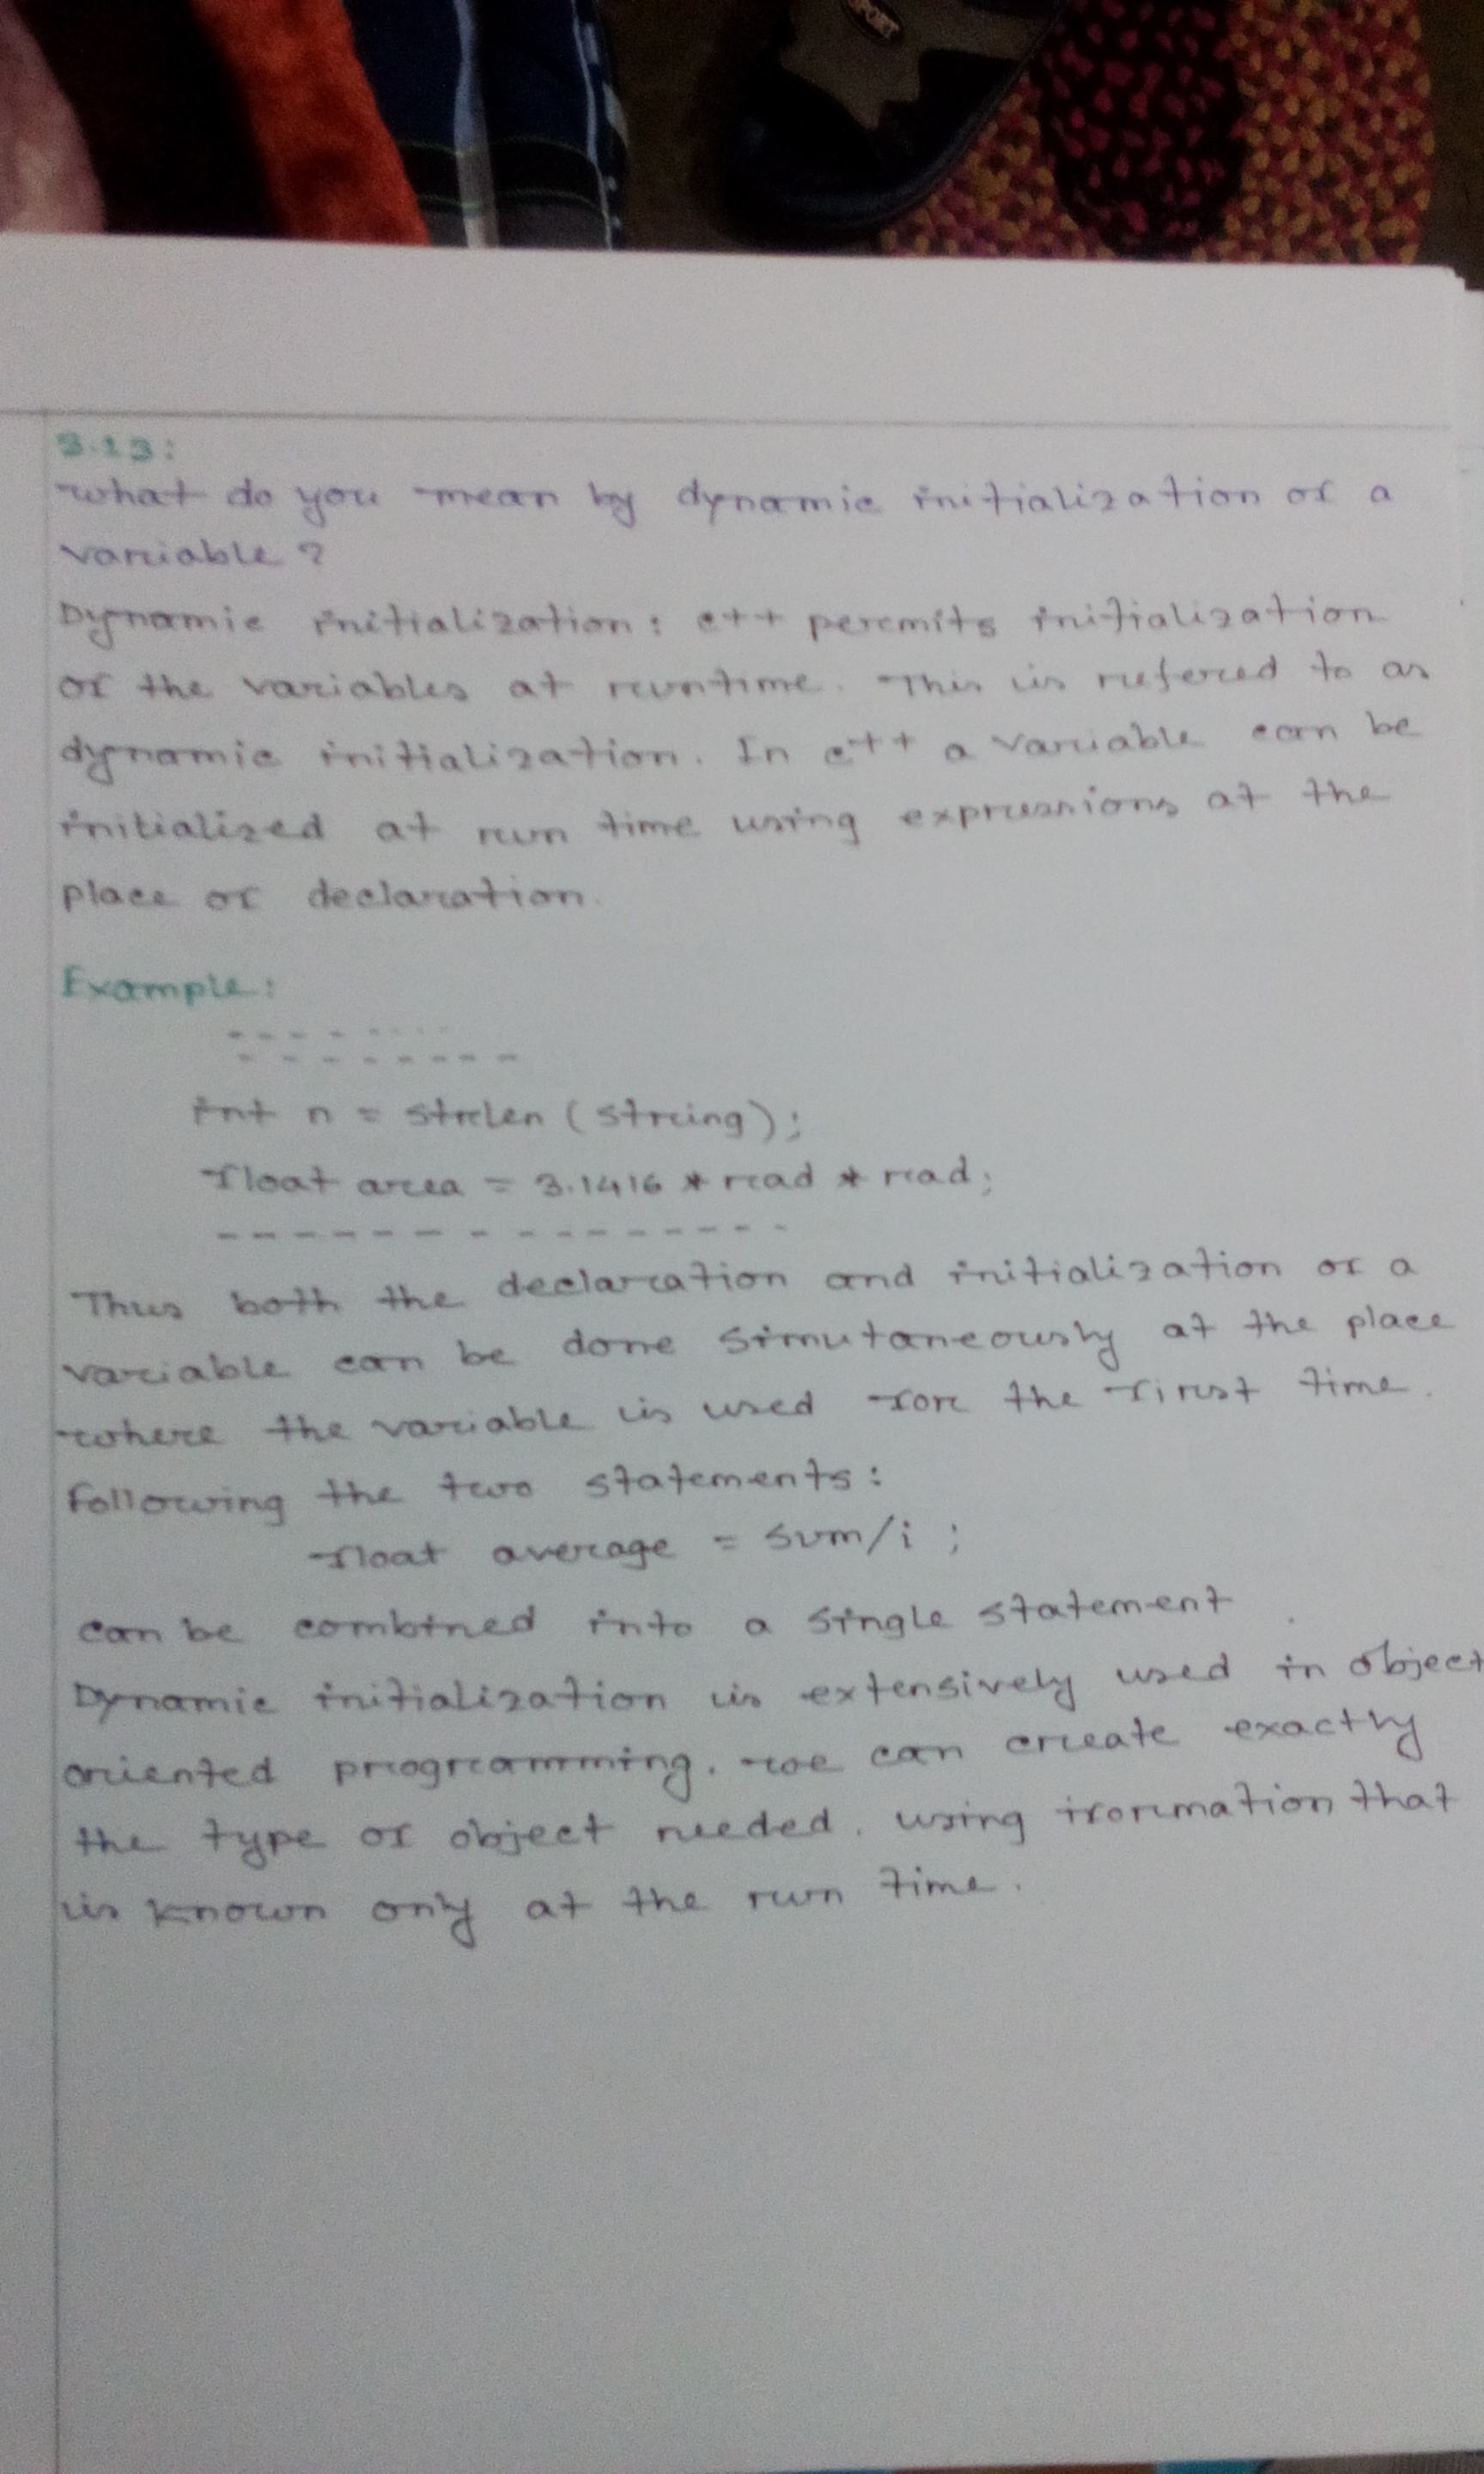 PORT
3.13:
what do you mean by dynamic initialization of a
variable ?
Dynamic initialization : c++ permits initialization
of the variables at runtime. This is refered to as
dynamic initialization. In c++ a variable can be
initialized at run time using expressions at the
place of declaration.
Example:
int n = strlen (string);
float area = 3.1416 * rad * rad;
Thus both the declaration and initialization of a
variable can be done simutaneously at the place
where the variable is used for the first time.
Following the two statements:
float average = sum/i ;
can be combined into a single statement
Dynamic initialization is extensively used in object
oriented programming. we can create exactly
the type of object needed. using iformation that
is known only at the run time.